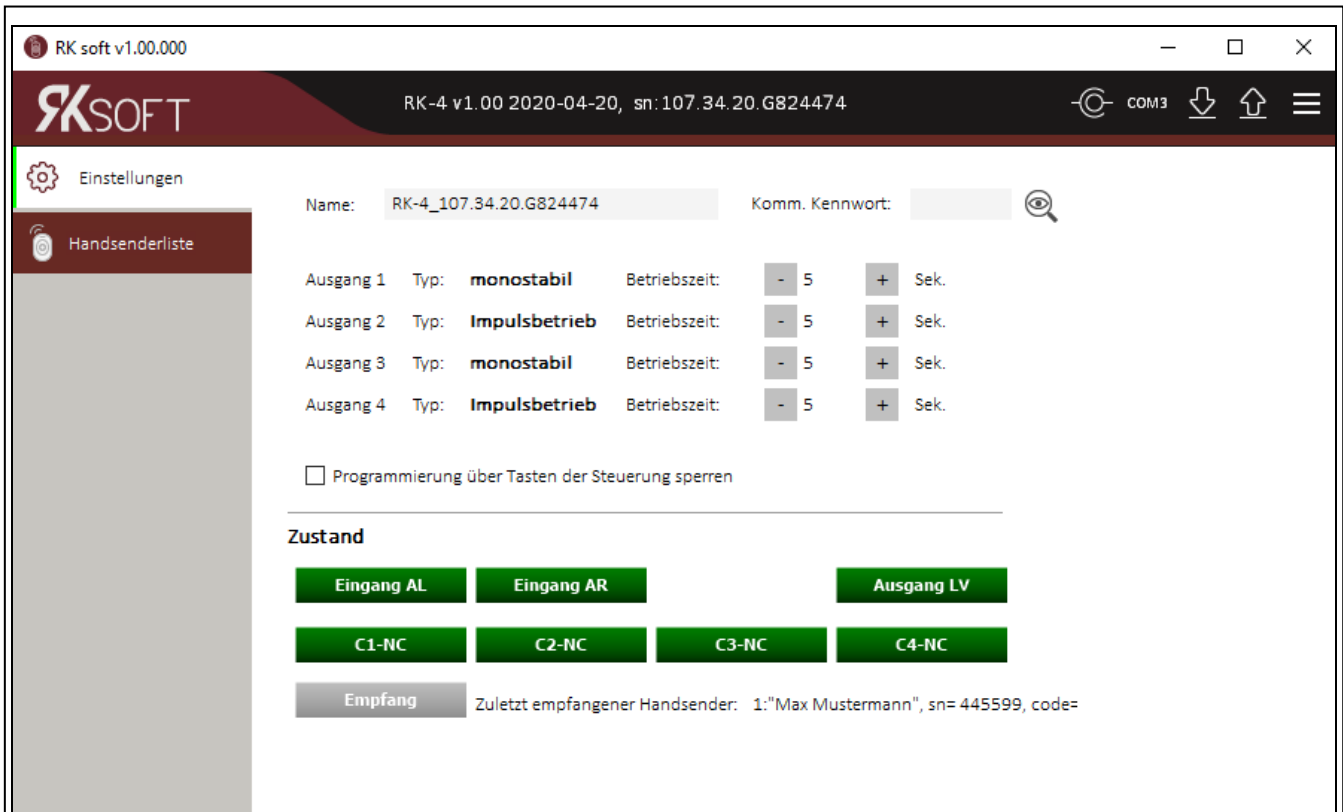 RK soft v1.00.000
RKSOFT RK-4 v1.00 2020-04-20, sn:107.34.20.G824474 COM3
Einstellungen
Handsenderliste
Name: RK-4_107.34.20.G824474 Komm. Kennwort:
Ausgang 1 Typ: monostabil Betriebszeit: - 5 + Sek.
Ausgang 2 Typ: Impulsbetrieb Betriebszeit: - 5 + Sek.
Ausgang 3 Typ: monostabil Betriebszeit: - 5 + Sek.
Ausgang 4 Typ: Impulsbetrieb Betriebszeit: - 5 + Sek.
Programmierung über Tasten der Steuerung sperren
Zustand
Eingang AL Eingang AR Ausgang LV
C1-NC C2-NC C3-NC C4-NC
Empfang Zuletzt empfangener Handsender: 1:"Max Mustermann", sn= 445599, code=